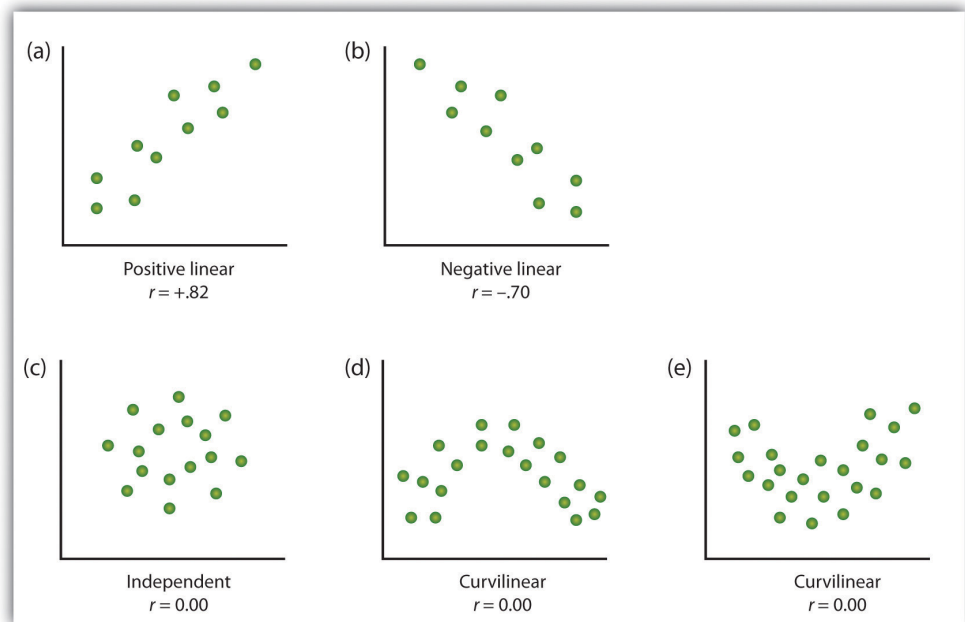 (a)
(b)
Positive linear
r = +.82
Negative linear
r = –.70
(c)
(d)
(e)
Independent
r = 0.00
Curvilinear
r = 0.00
Curvilinear
r = 0.00